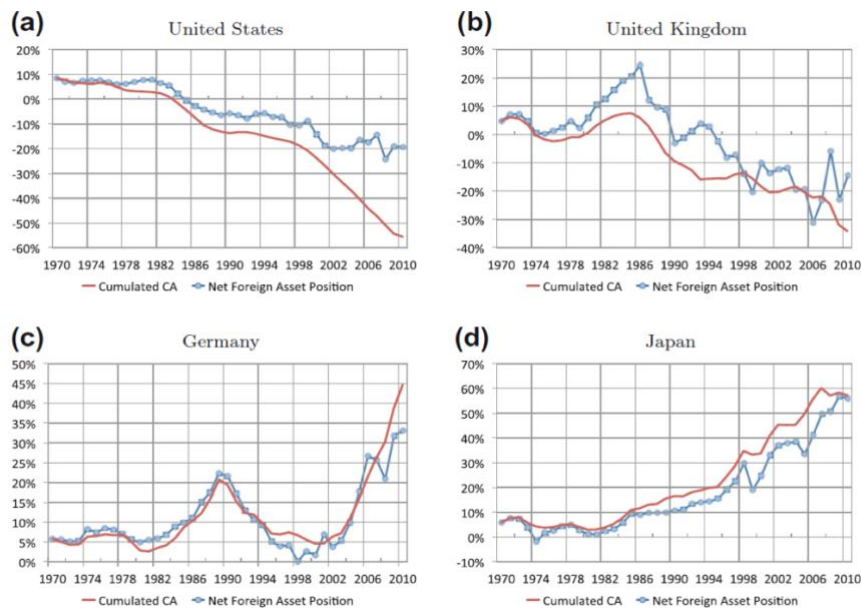 (a)
United States
20%
10%
0%
-10%
-20%
-30%
-40%
-50%
-60%
1970 1974 1978 1982 1986 1990 1994 1998 2002 2006 2010
Cumulated CA Net Foreign Asset Position
(b)
United Kingdom
30%
20%
10%
0%
-10%
-20%
-30%
-40%
1970 1974 1978 1982 1986 1990 1994 1998 2002 2006 2010
Cumulated CA Net Foreign Asset Position
(c)
Germany
50%
45%
40%
35%
30%
25%
20%
15%
10%
5%
0%
1970 1974 1978 1982 1986 1990 1994 1998 2002 2006 2010
Cumulated CA Net Foreign Asset Position
(d)
Japan
70%
60%
50%
40%
30%
20%
10%
0%
-10%
1970 1974 1978 1982 1986 1990 1994 1998 2002 2006 2010
Cumulated CA Net Foreign Asset Position